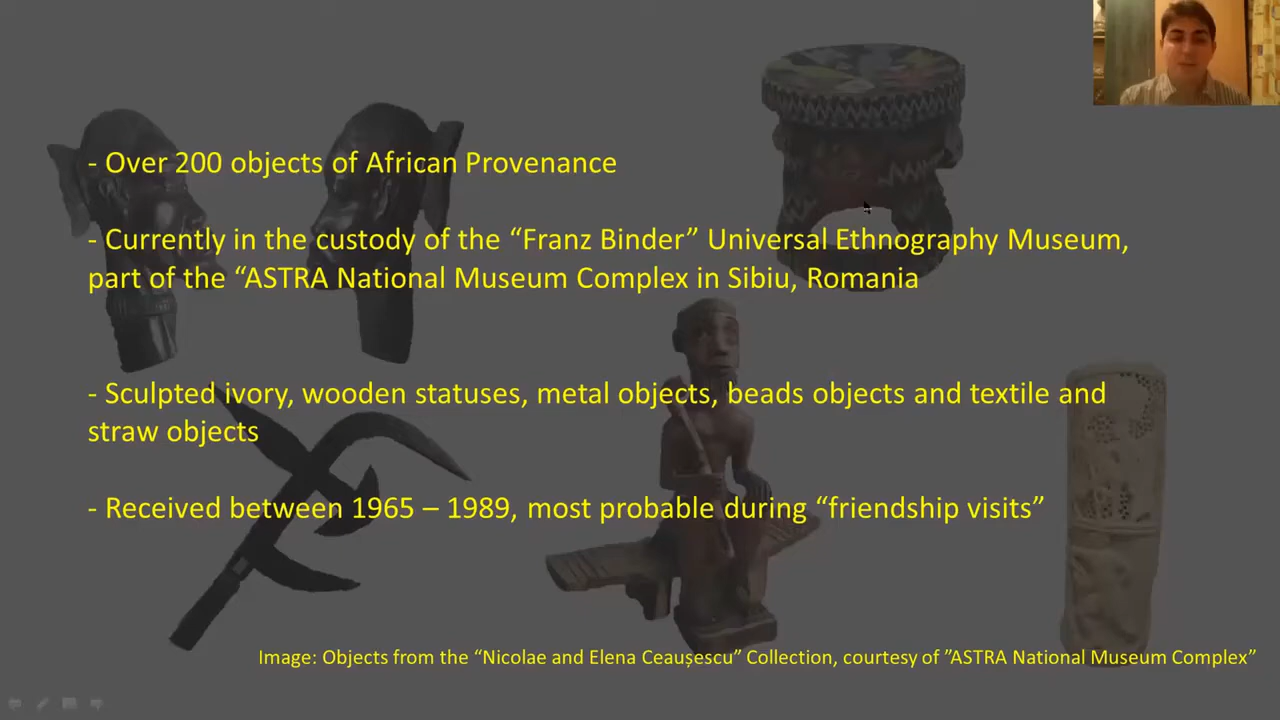 - Over 200 objects of African Provenance
- Currently in the custody of the “Franz Binder” Universal Ethnography Museum,
part of the “ASTRA National Museum Complex in Sibiu, Romania
- Sculpted ivory, wooden statuses, metal objects, beads objects and textile and
straw objects
- Received between 1965 – 1989, most probable during “friendship visits”
Image: Objects from the “Nicolae and Elena Ceaușescu” Collection, courtesy of ”ASTRA National Museum Complex”